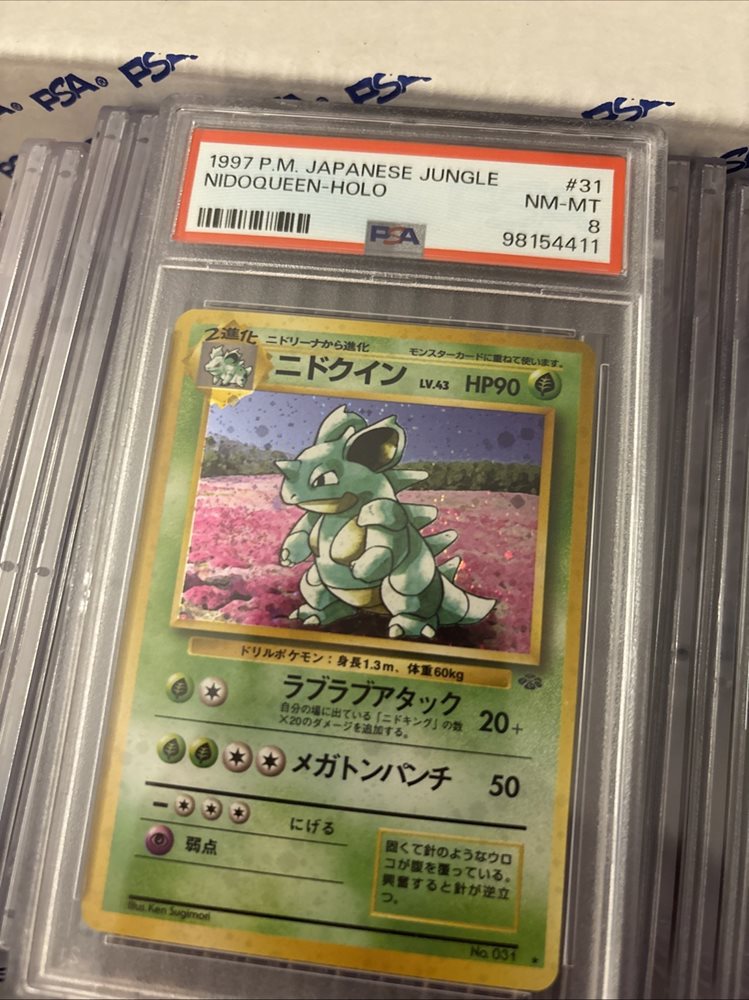 PSA®
PSA
PSA
PSA
1997 P.M. JAPANESE JUNGLE #31
NIDOQUEEN-HOLO NM-MT
8
PSA 98154411
2進化 ニドリーナから進化 モンスターカードに重ねて使います。
ニドクイン LV.43 HP90
ドリルポケモン：身長1.3m、体重60kg
ラブラブアタック 20+
自分の場に出ている「ニドキング」の数
×20のダメージを追加する。
メガトンパンチ 50
にげる
弱点
固くて針のようなウロ
コが腹を覆っている。
興奮すると針が逆立
つ。
Illus. Ken Sugimori
No. 031